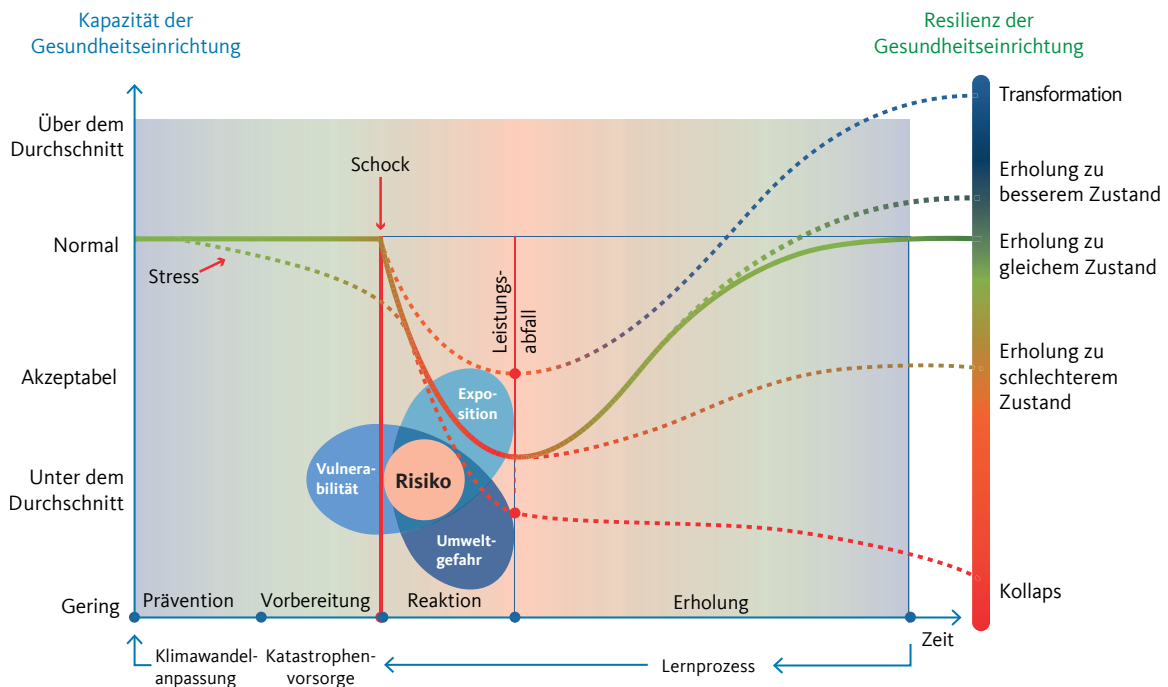 Kapazität der
Gesundheitseinrichtung
Resilienz der
Gesundheitseinrichtung
Über dem
Durchschnitt
Normal
Akzeptabel
Unter dem
Durchschnitt
Gering
Schock
Stress
Leistungs-
abfall
Expo-
sition
Vulnera-
bilität
Risiko
Umwelt-
gefahr
Transformation
Erholung zu
besserem Zustand
Erholung zu
gleichem Zustand
Erholung zu
schlechterem
Zustand
Kollaps
Prävention
Vorbereitung
Reaktion
Erholung
Zeit
Klimawandel-
anpassung
Katastrophen-
vorsorge
Lernprozess